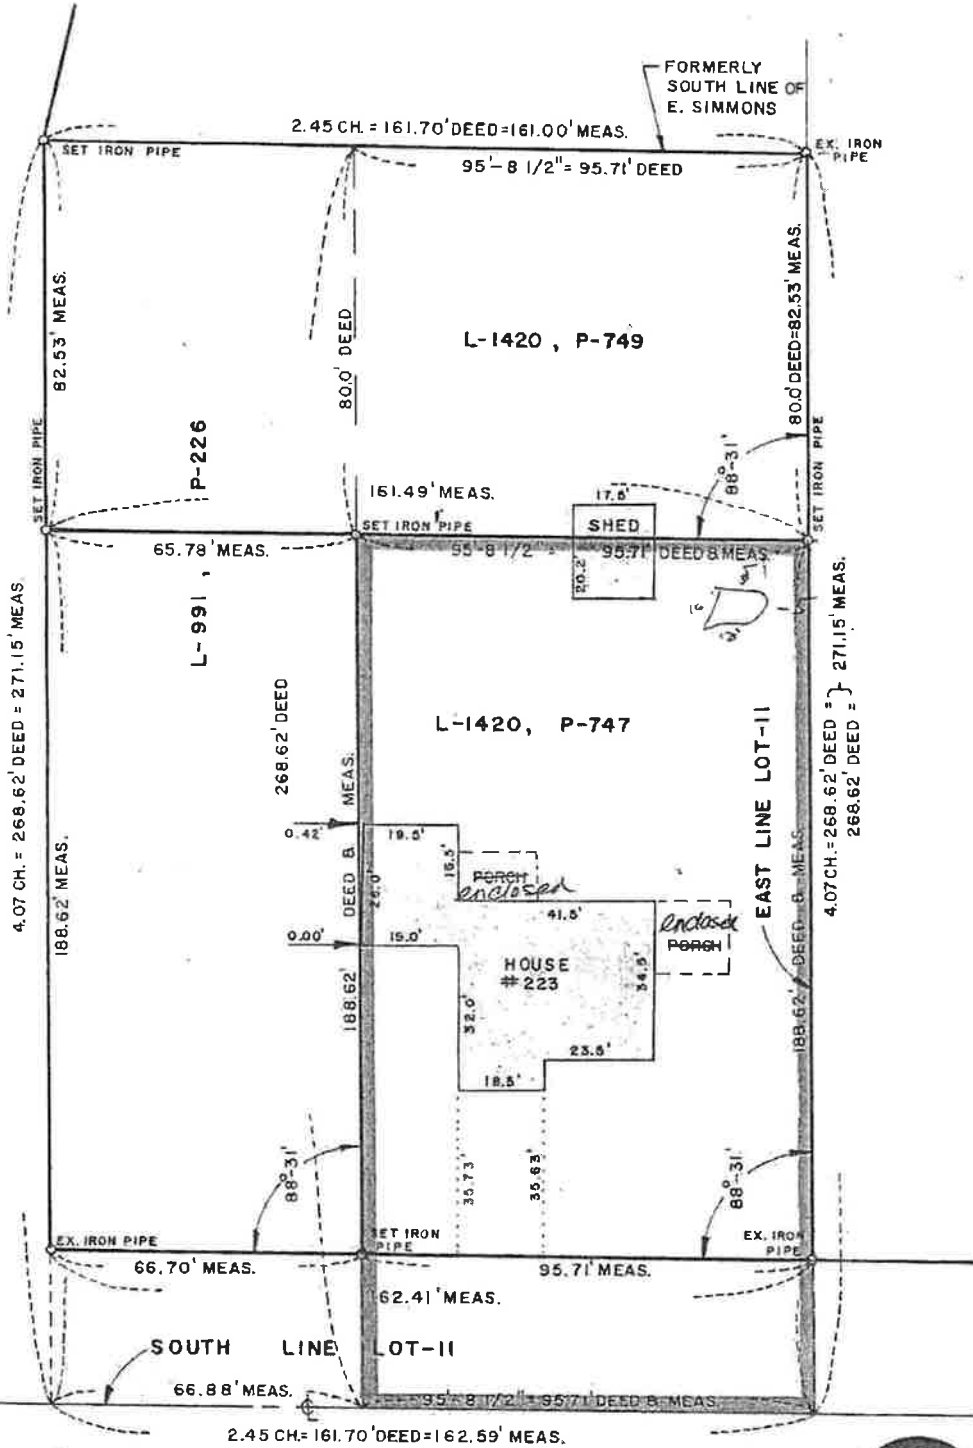 FORMERLY
SOUTH LINE OF
E. SIMMONS
2.45 CH. = 161.70' DEED = 161.00' MEAS.
SET IRON PIPE
EX. IRON
PIPE
95'-8 1/2" = 95.71' DEED
82.53' MEAS.
80.0' DEED
L-1420, P-749
80.0' DEED = 82.53' MEAS.
SET IRON PIPE
L-991, P-226
88°-31'
SET IRON PIPE
161.49' MEAS.
17.5'
SET IRON PIPE
SHED
65.78' MEAS.
95'-8 1/2 = 95.71' DEED & MEAS.
20.2'
12'
4.07 CH. = 268.62' DEED = 271.15' MEAS.
268.62' DEED
L-1420, P-747
EAST LINE LOT-11
4.07 CH. = 268.62' DEED =
268.62' DEED =
} 271.15' MEAS.
188.62' MEAS.
188.62' DEED & MEAS.
0.42'
19.5'
16.5'
PORCH
enclosed
26.0'
41.5'
enclosed
PORCH
0.00'
19.0'
HOUSE
#223
34.5'
32.0'
23.5'
18.5'
188.62' DEED & MEAS.
35.73'
35.63'
88°-31'
88°-31'
EX. IRON PIPE
SET IRON
PIPE
EX. IRON
PIPE
66.70' MEAS.
95.71' MEAS.
162.41' MEAS.
SOUTH LINE LOT-11
66.88' MEAS.
℄
95'-8 1/2" = 95.71' DEED & MEAS.
2.45 CH = 161.70' DEED = 162.59' MEAS.